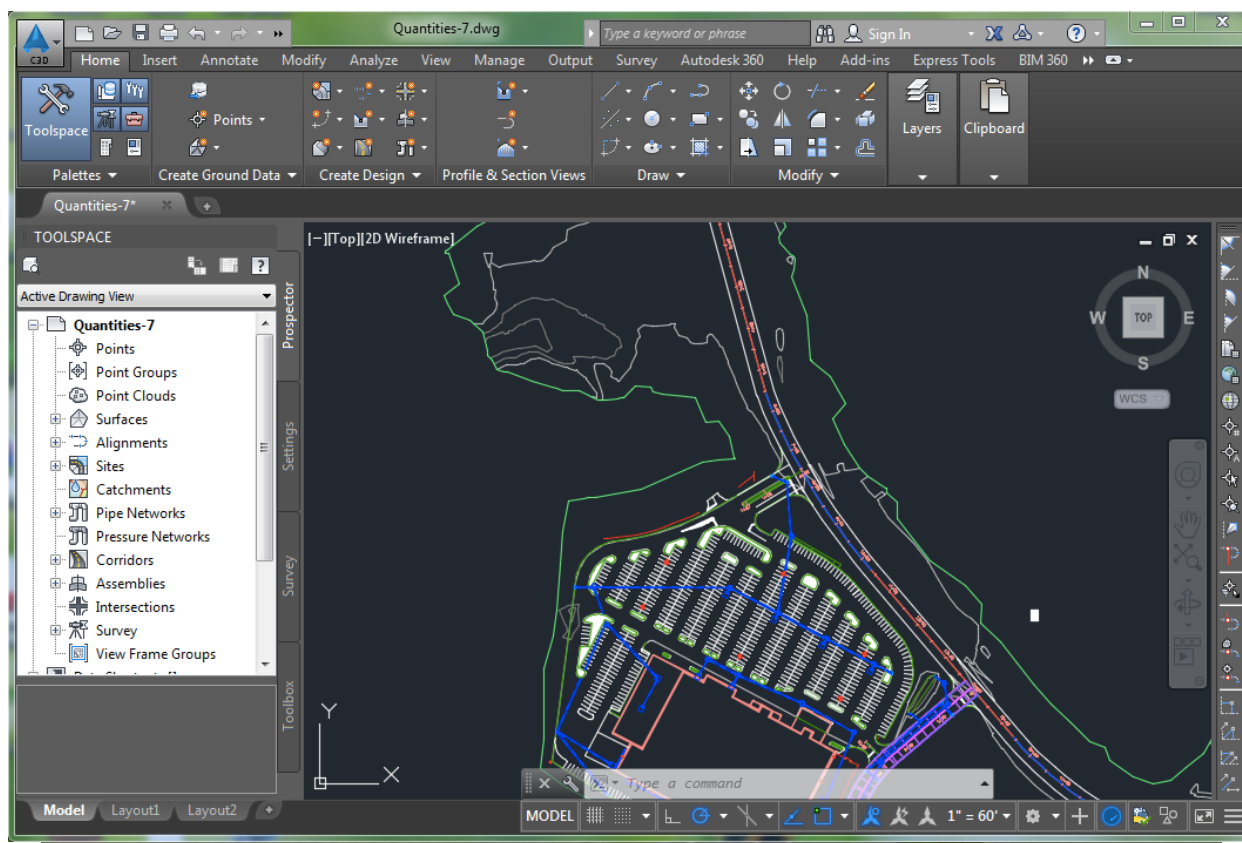 Quantities-7.dwg
Type a keyword or phrase
Sign In
C3D
Home Insert Annotate Modify Analyze View Manage Output Survey Autodesk 360 Help Add-ins Express Tools BIM 360
Toolspace
Points
Layers
Clipboard
Palettes Create Ground Data Create Design Profile & Section Views Draw Modify
Quantities-7*
TOOLSPACE
Active Drawing View
Quantities-7
Points
Point Groups
Point Clouds
Surfaces
Alignments
Sites
Catchments
Pipe Networks
Pressure Networks
Corridors
Assemblies
Intersections
Survey
View Frame Groups
Prospector
Settings
Survey
Toolbox
[−][Top][2D Wireframe]
N
W TOP E
S
WCS
Y
X
Type a command
Model Layout1 Layout2
MODEL
1" = 60'